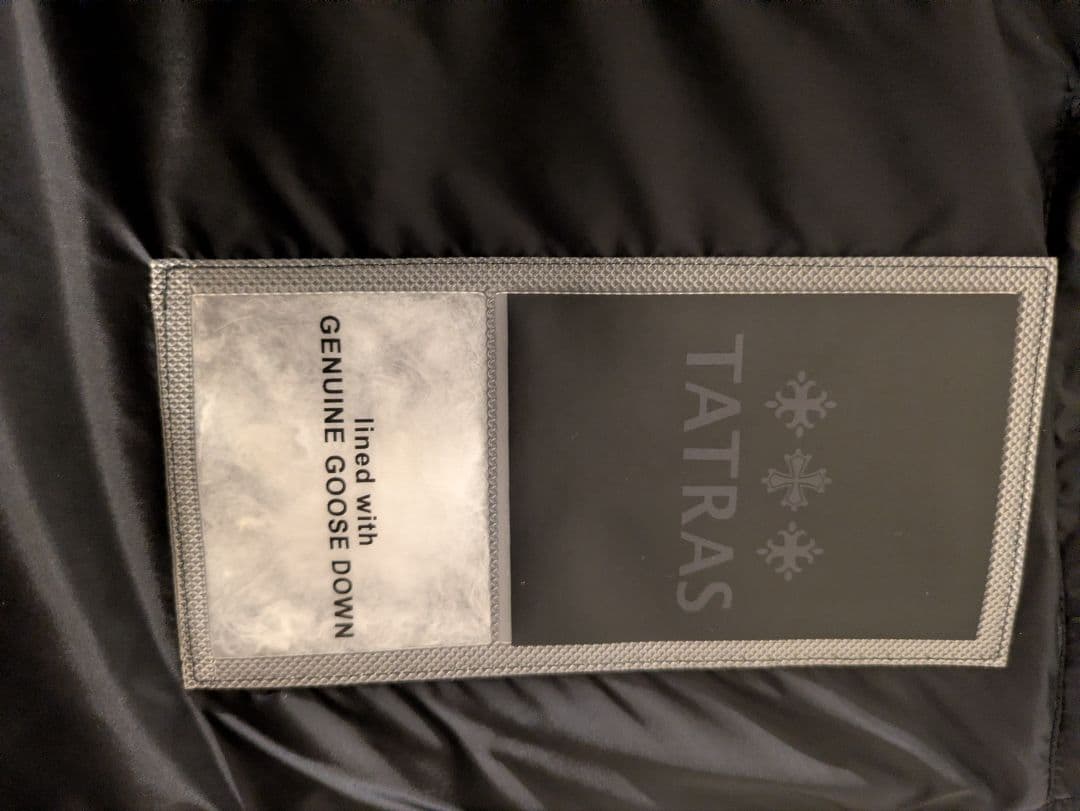 TATRAS
lined with
GENUINE GOOSE DOWN